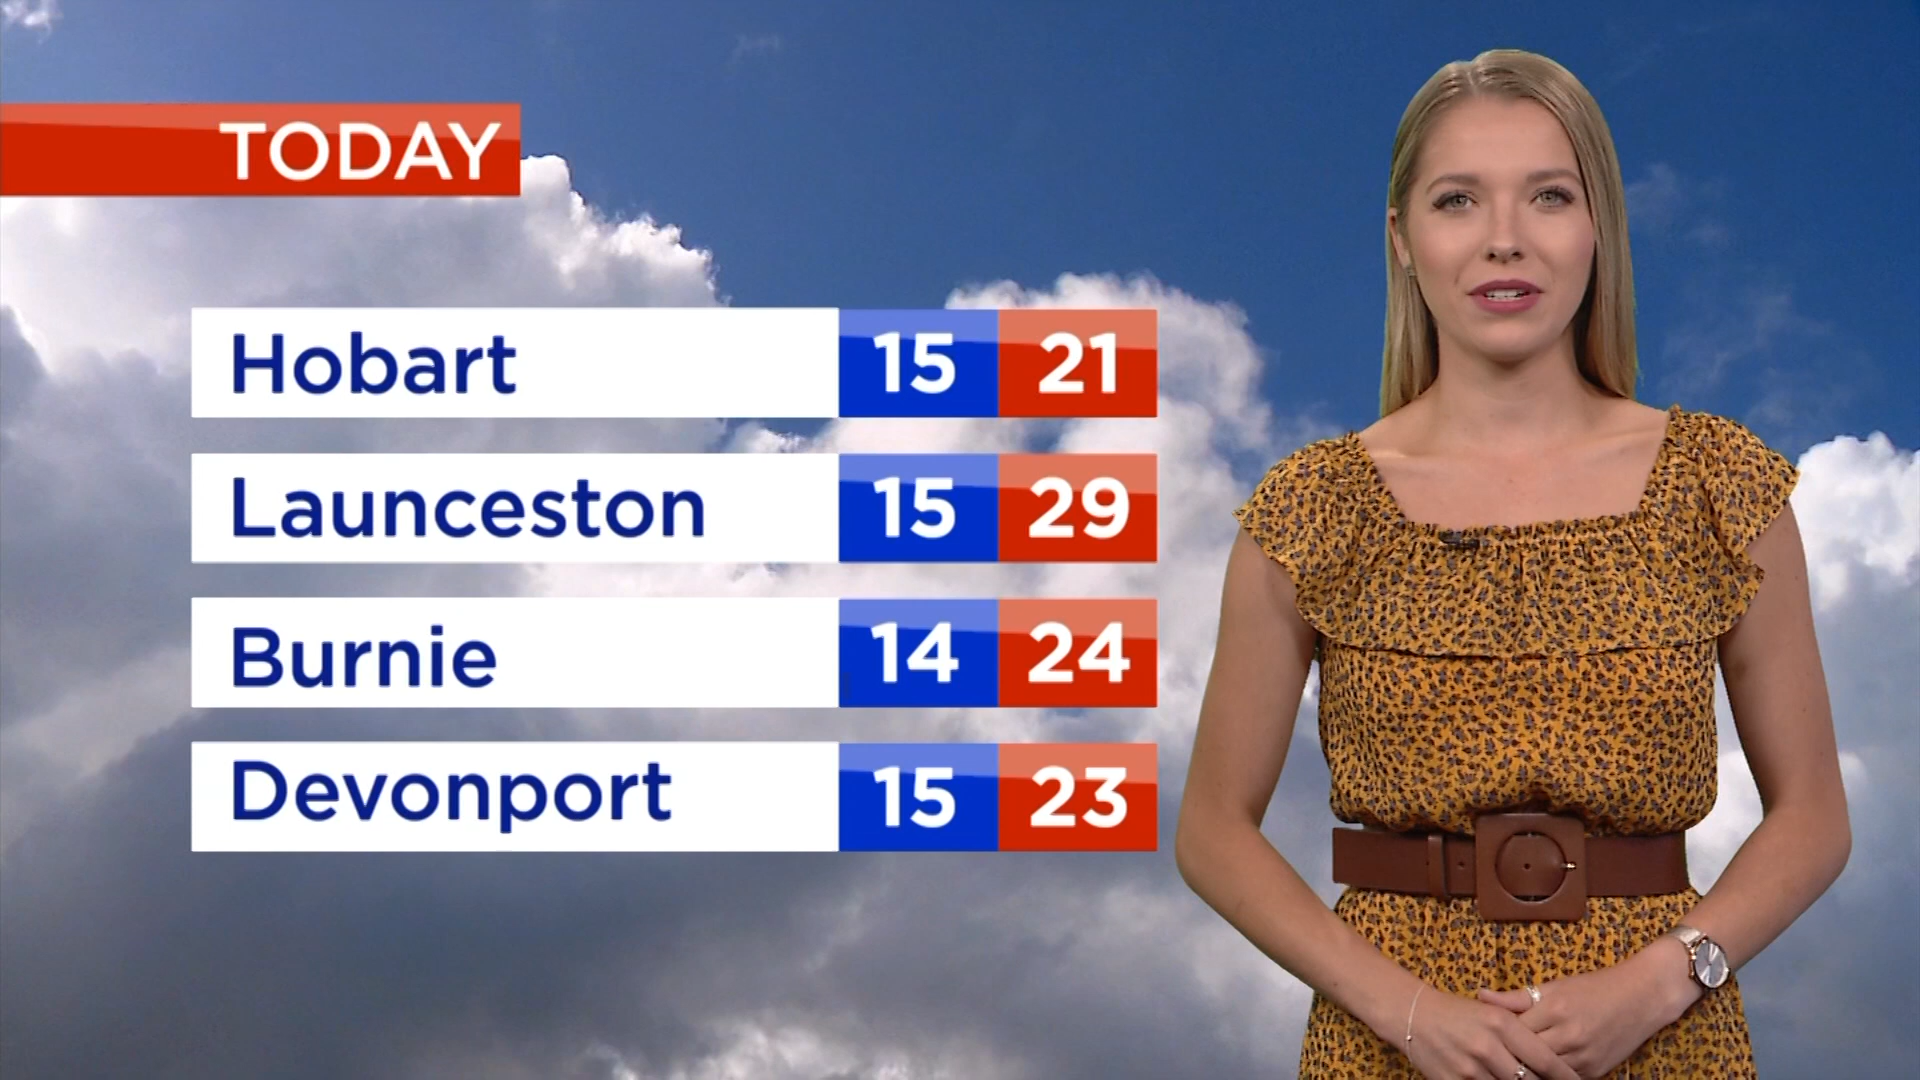 TODAY
Hobart 15 21
Launceston 15 29
Burnie 14 24
Devonport 15 23